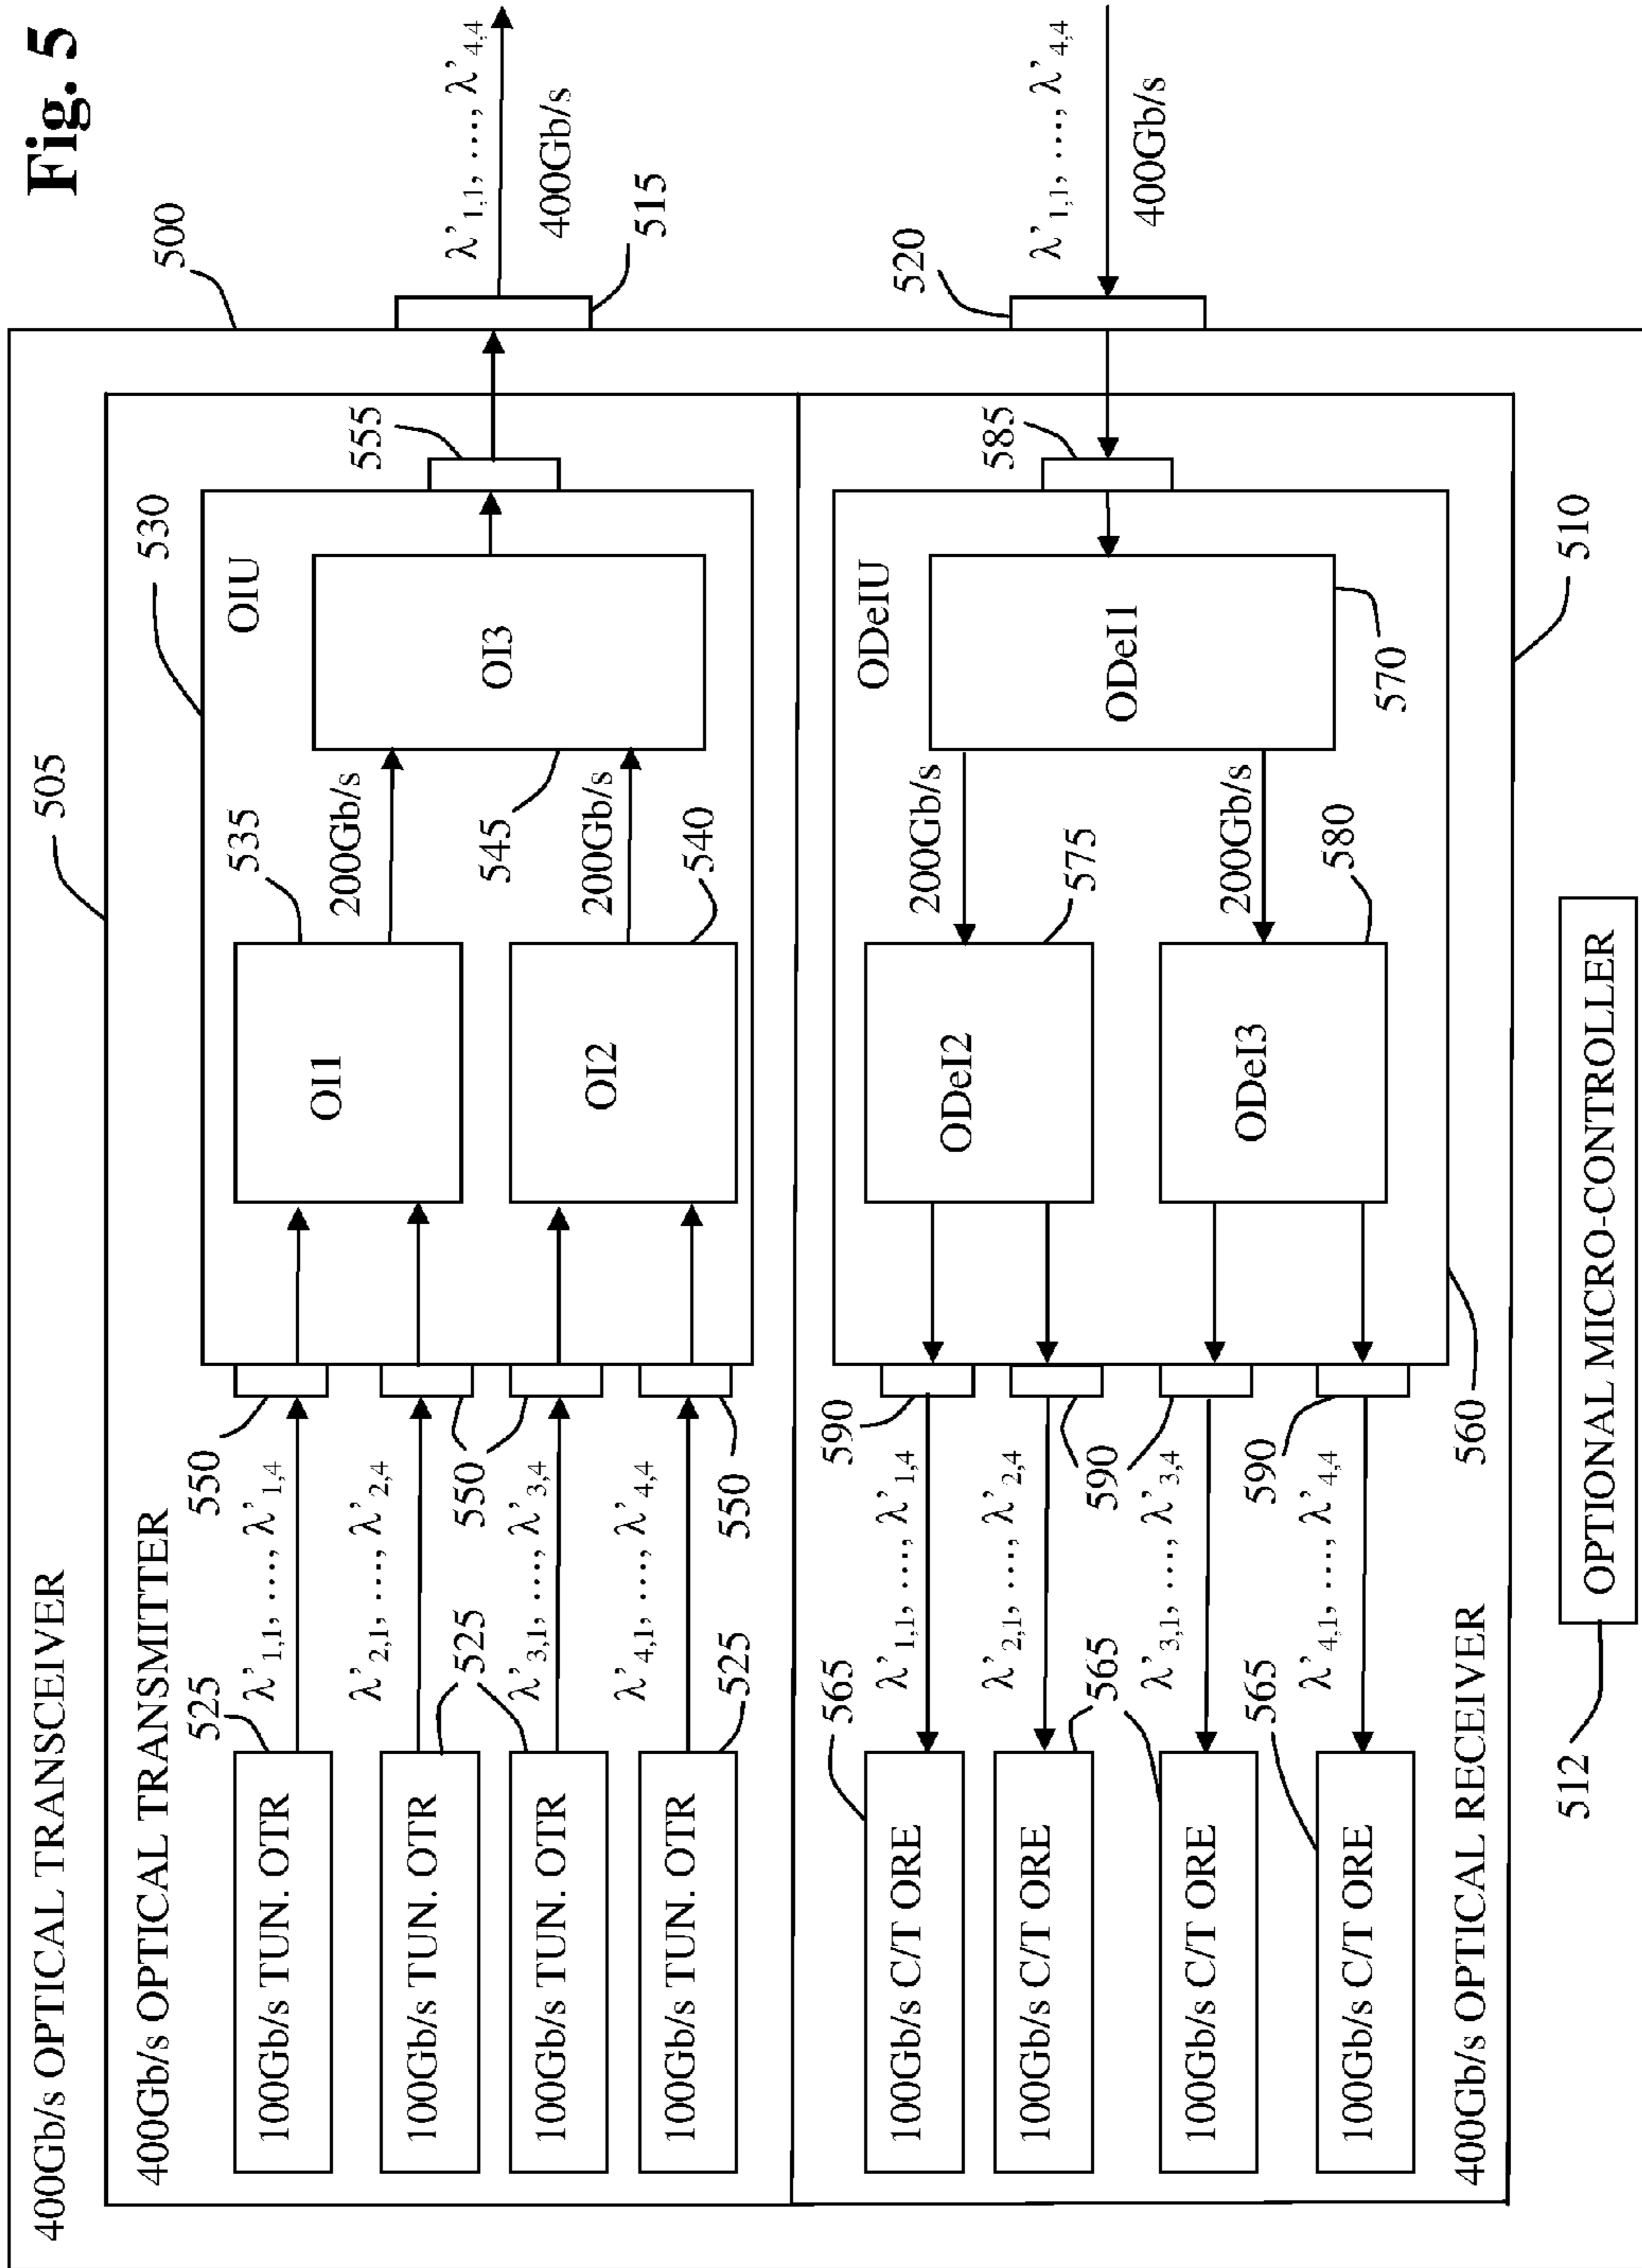 Fig. 5
400Gb/s OPTICAL TRANSCEIVER
500
505
400Gb/s OPTICAL TRANSMITTER
530
OIU
525
550
535
555
100Gb/s TUN. OTR
λ’1,1, …, λ’1,4
OI1
200Gb/s
λ’1,1, …, λ’4,4
400Gb/s
515
100Gb/s TUN. OTR
λ’2,1, …, λ’2,4
525
550
545
OI3
100Gb/s TUN. OTR
λ’3,1, …, λ’3,4
OI2
200Gb/s
100Gb/s TUN. OTR
λ’4,1, …, λ’4,4
525
550
540
565
590
ODeIU
520
585
100Gb/s C/T ORE
λ’1,1, …, λ’1,4
ODeI2
200Gb/s
575
λ’1,1, …, λ’4,4
400Gb/s
100Gb/s C/T ORE
λ’2,1, …, λ’2,4
565
590
ODeI1
100Gb/s C/T ORE
λ’3,1, …, λ’3,4
ODeI3
200Gb/s
565
590
580
570
100Gb/s C/T ORE
λ’4,1, …, λ’4,4
400Gb/s OPTICAL RECEIVER
560
510
512
OPTIONAL MICRO-CONTROLLER